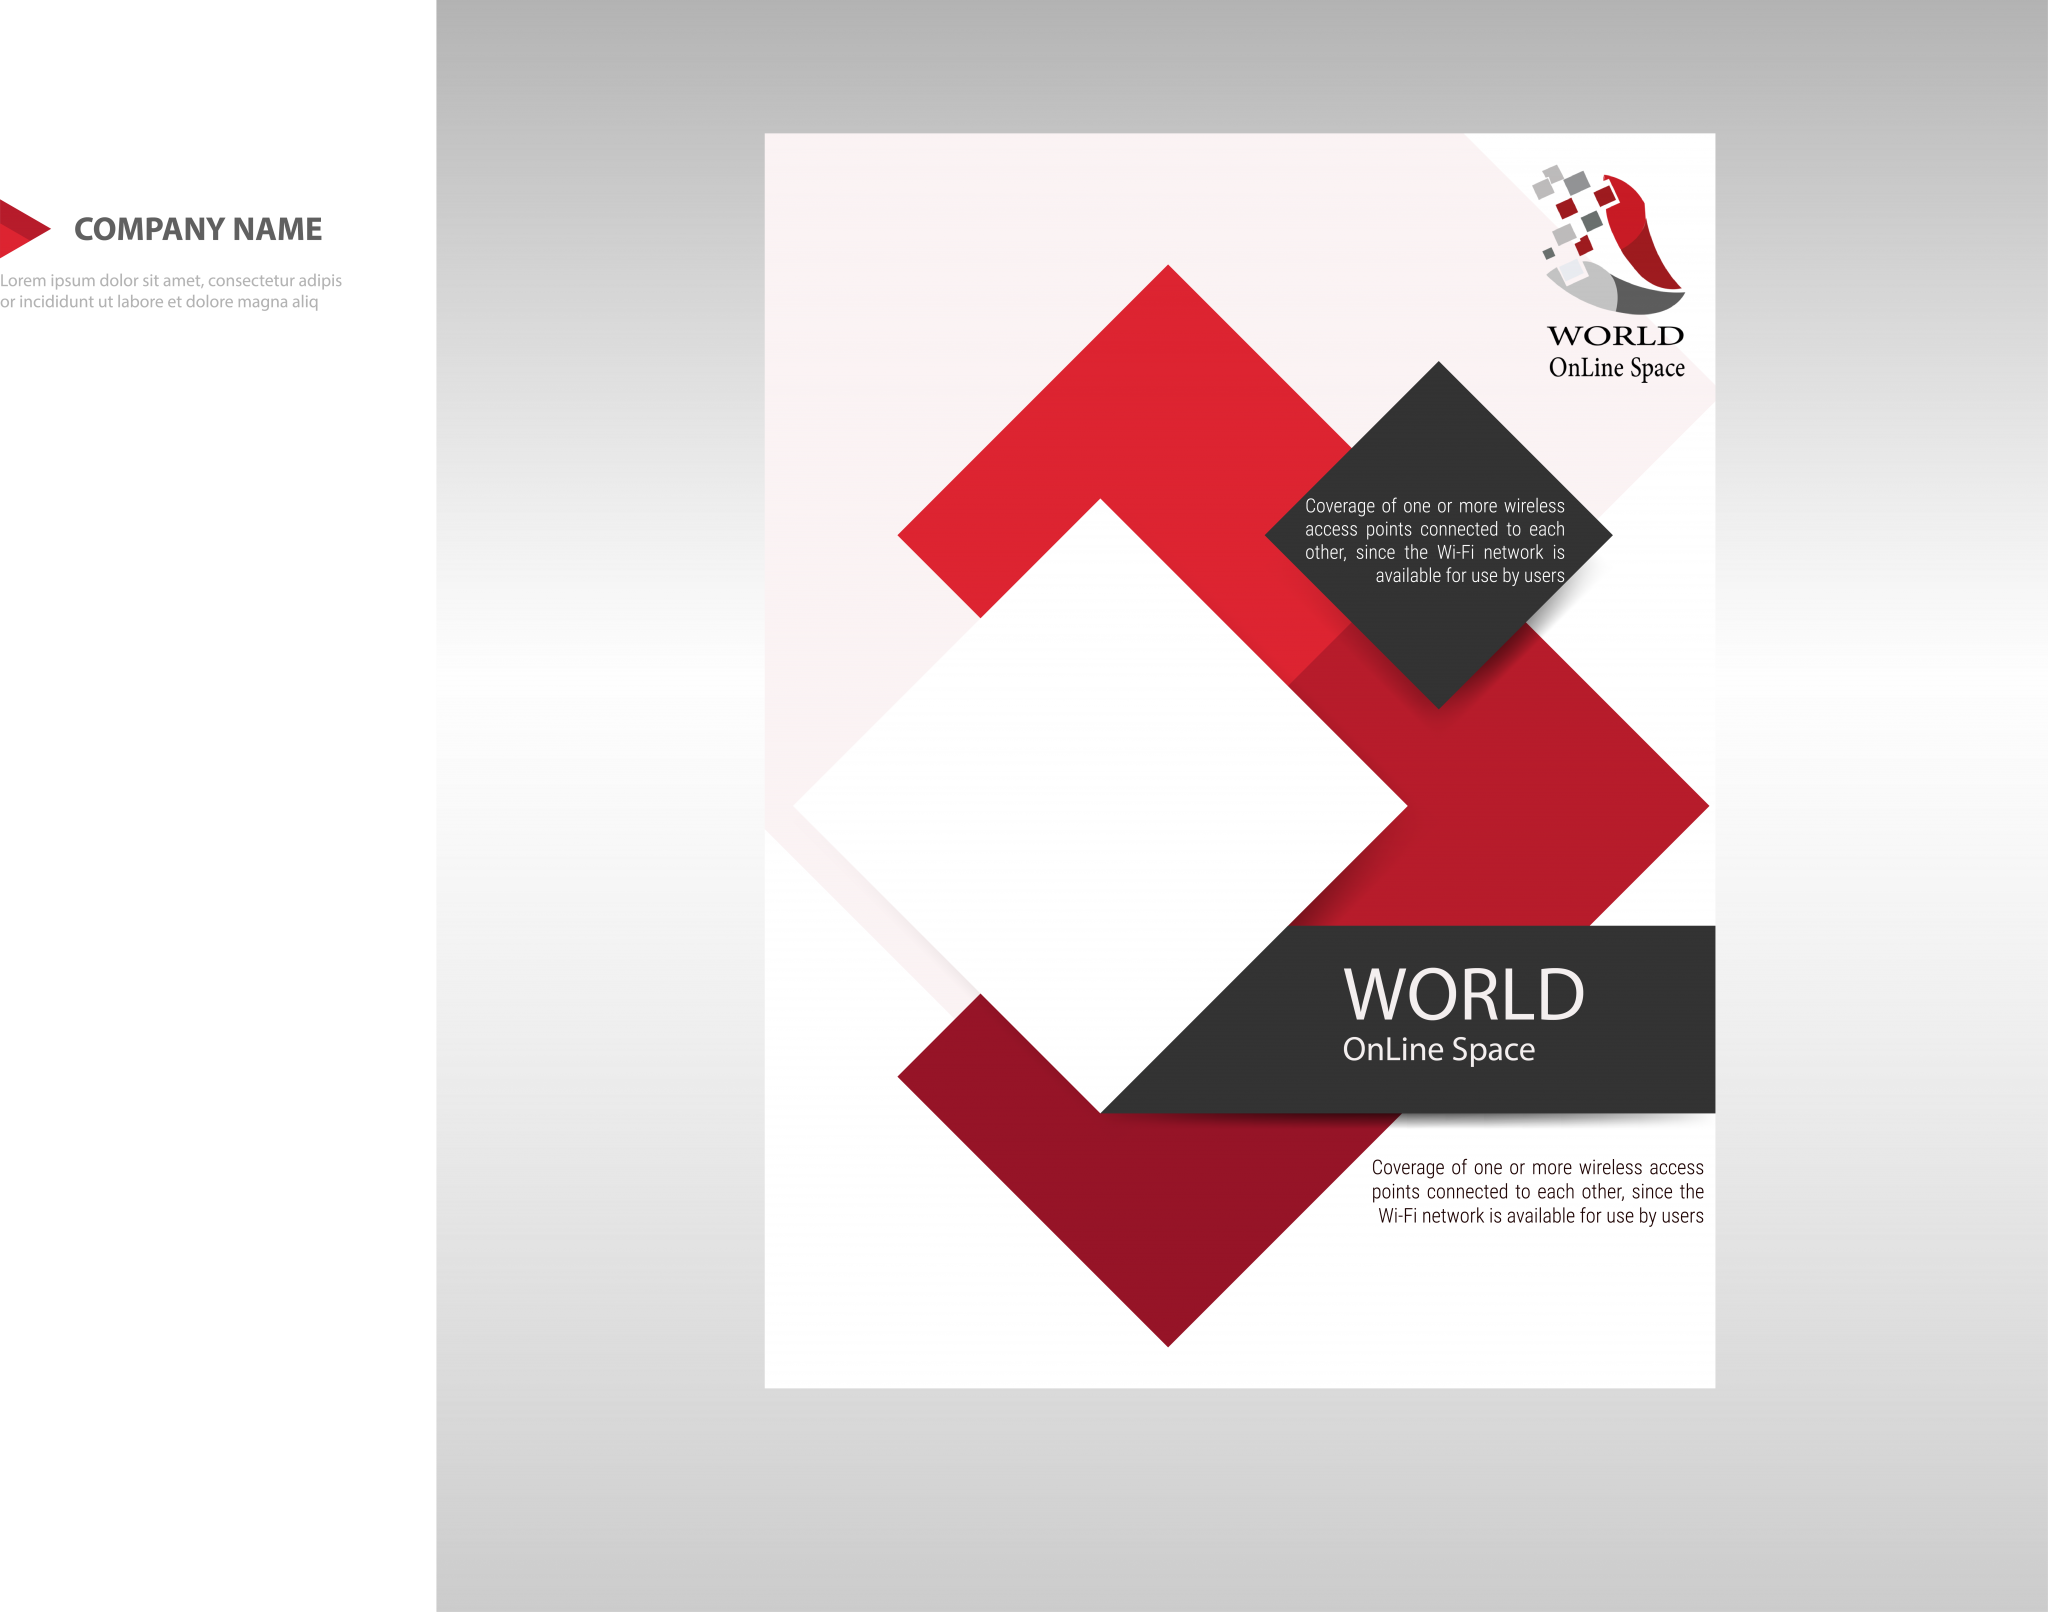 COMPANY NAME
Lorem ipsum dolor sit amet, consectetur adipis
or incididunt ut labore et dolore magna aliq
WORLD
OnLine Space
Coverage of one or more wireless
access points connected to each
other, since the Wi-Fi network is
available for use by users
WORLD
OnLine Space
Coverage of one or more wireless access
points connected to each other, since the
Wi-Fi network is available for use by users